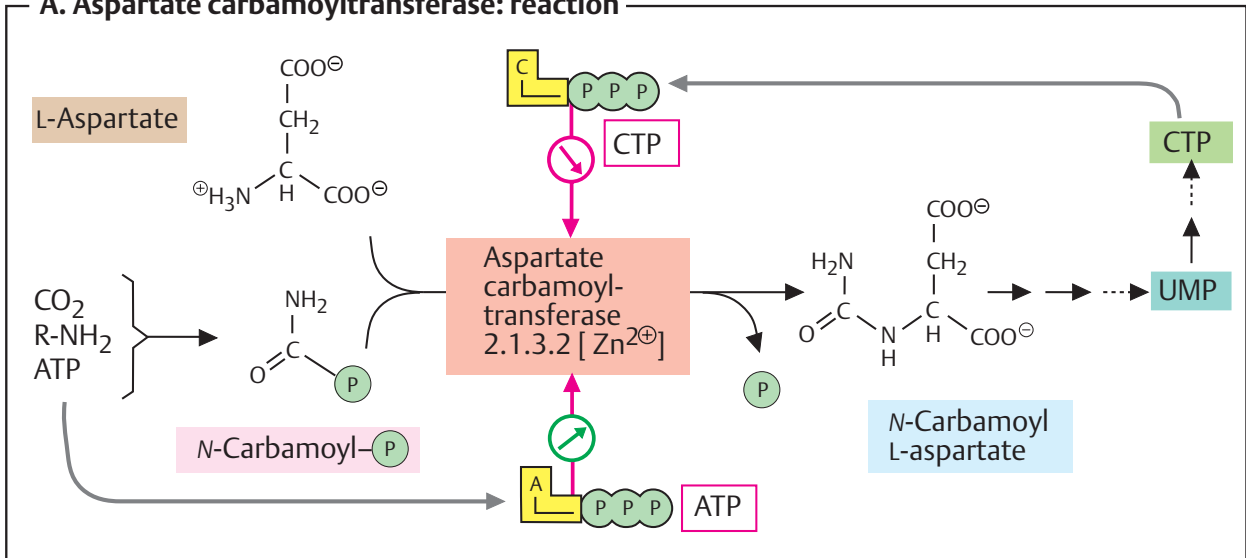 A. Aspartate carbamoyltransferase: reaction
L-Aspartate
COO⊖
CH₂
C
H
⊕H₃N
COO⊖
C
P P P
CTP
CTP
UMP
CO₂
R-NH₂
ATP
NH₂
C
O
P
N-Carbamoyl–P
Aspartate
carbamoyl-
transferase
2.1.3.2 [ Zn²⊕]
P
COO⊖
H₂N
CH₂
C
C
O
N
H
H
COO⊖
N-Carbamoyl
L-aspartate
A
P P P
ATP